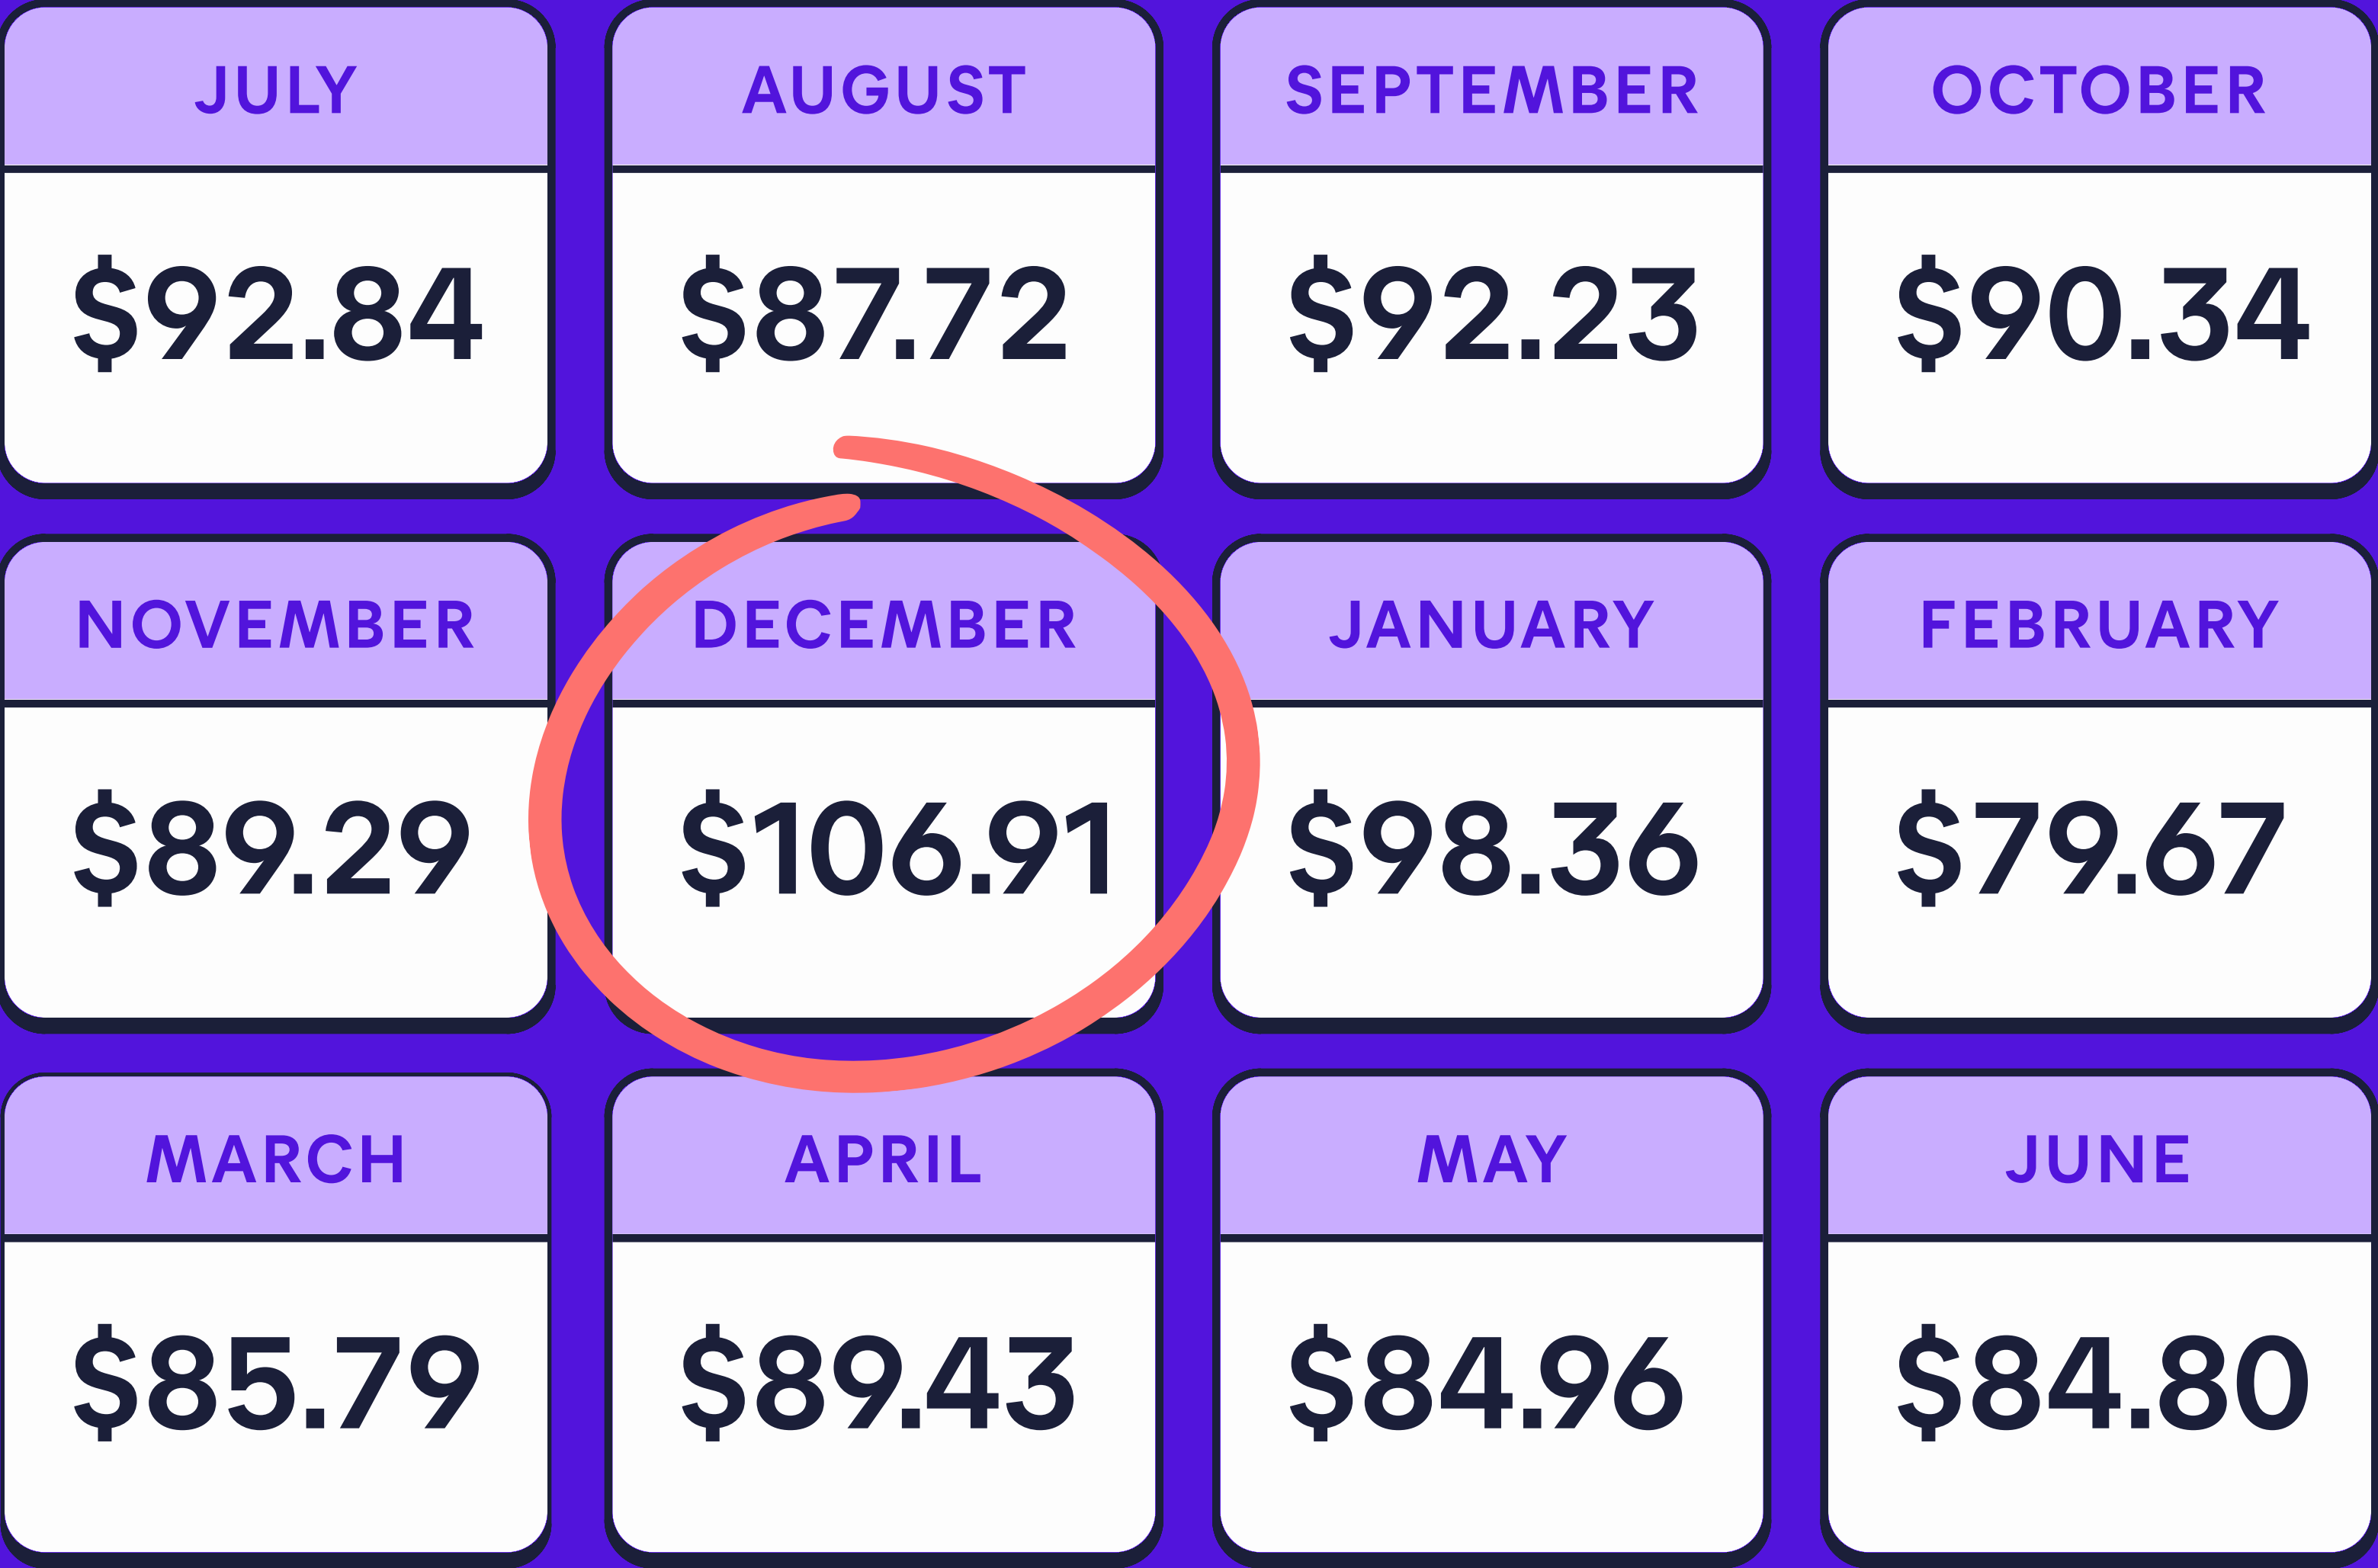 JULY
AUGUST
SEPTEMBER
OCTOBER
$92.84
$87.72
$92.23
$90.34
NOVEMBER
DECEMBER
JANUARY
FEBRUARY
$89.29
$106.91
$98.36
$79.67
MARCH
APRIL
MAY
JUNE
$85.79
$89.43
$84.96
$84.80